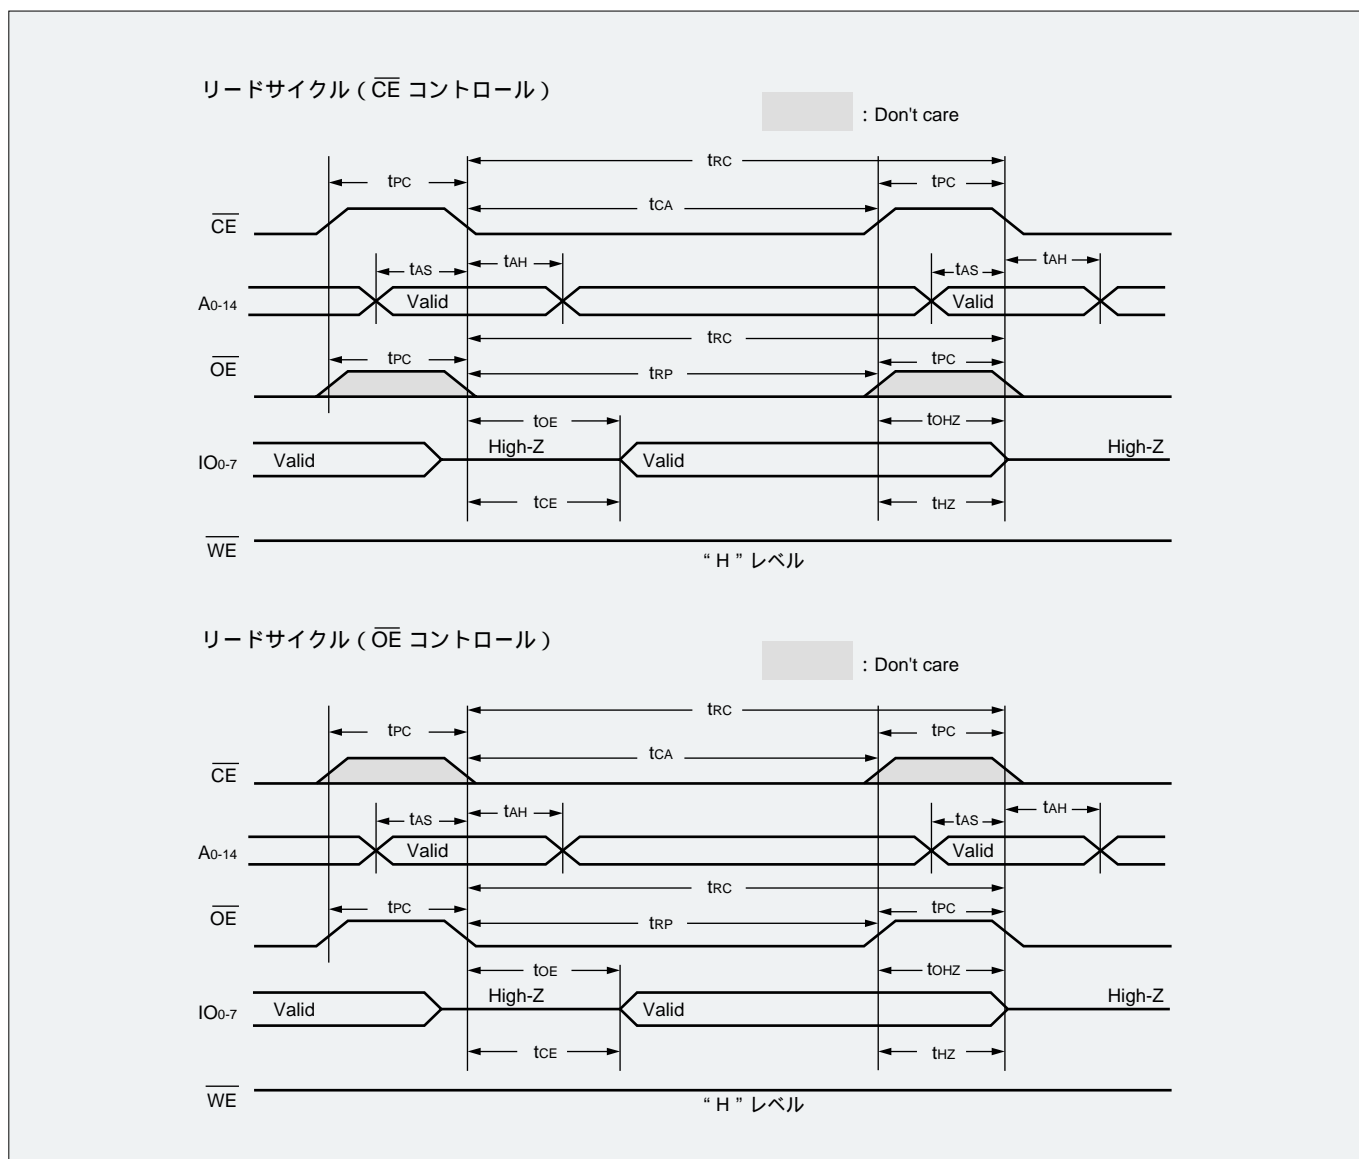 リードサイクル ( CE コントロール )
: Don't care
tRC
tPC
tPC
tCA
CE
tAS
tAH
tAS
tAH
A0-14
Valid
Valid
tRC
tPC
tPC
OE
tRP
tOE
tOHZ
High-Z
High-Z
IO0-7
Valid
Valid
tCE
tHZ
WE
“ H ” レベル
リードサイクル ( OE コントロール )
: Don't care
tRC
tPC
tPC
tCA
CE
tAS
tAH
tAS
tAH
A0-14
Valid
Valid
tRC
tPC
tPC
OE
tRP
tOE
tOHZ
High-Z
High-Z
IO0-7
Valid
Valid
tCE
tHZ
WE
“ H ” レベル